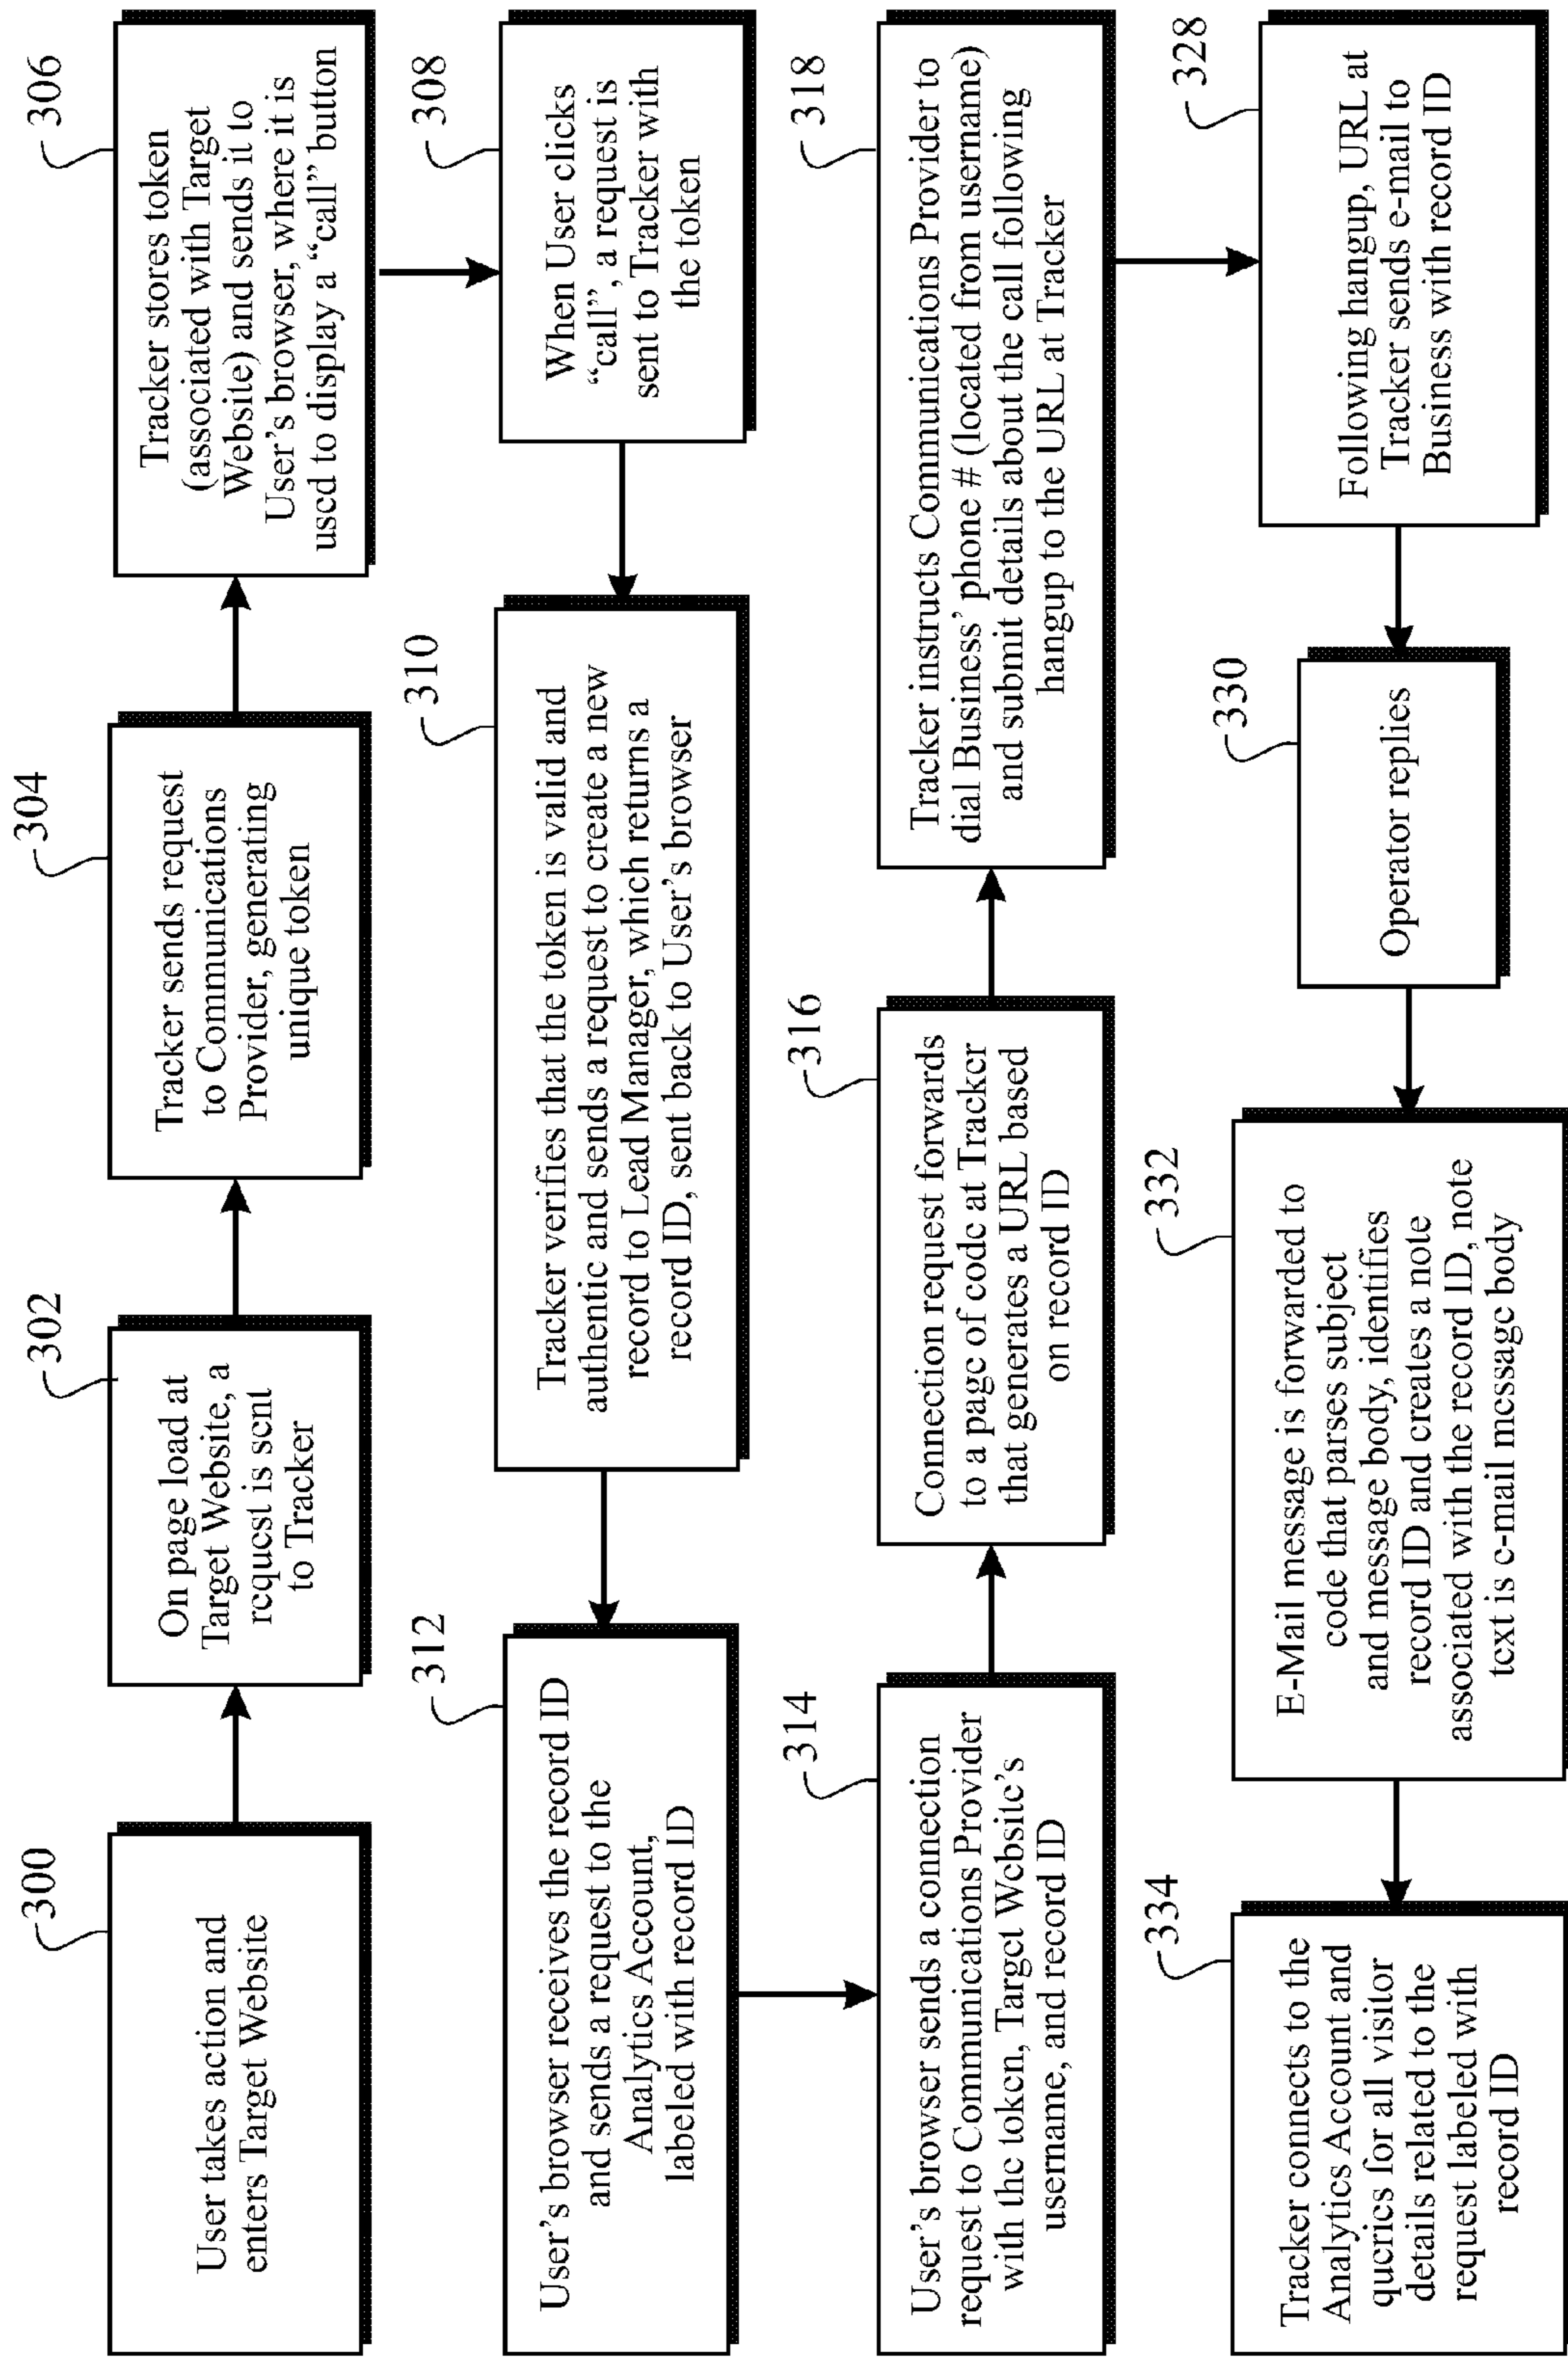 300
User takes action and
enters Target Website
302
On page load at
Target Website, a
request is sent
to Tracker
304
Tracker sends request
to Communications
Provider, generating
unique token
306
Tracker stores token
(associated with Target
Website) and sends it to
User's browser, where it is
used to display a “call” button
308
When User clicks
“call”, a request is
sent to Tracker with
the token
310
Tracker verifies that the token is valid and
authentic and sends a request to create a new
record to Lead Manager, which returns a
record ID, sent back to User's browser
312
User's browser receives the record ID
and sends a request to the
Analytics Account,
labeled with record ID
314
User's browser sends a connection
request to Communications Provider
with the token, Target Website's
username, and record ID
316
Connection request forwards
to a page of code at Tracker
that generates a URL based
on record ID
318
Tracker instructs Communications Provider to
dial Business' phone # (located from username)
and submit details about the call following
hangup to the URL at Tracker
328
Following hangup, URL at
Tracker sends e-mail to
Business with record ID
330
Operator replies
332
E-Mail message is forwarded to
code that parses subject
and message body, identifies
record ID and creates a note
associated with the record ID, note
text is e-mail message body
334
Tracker connects to the
Analytics Account and
queries for all visitor
details related to the
request labeled with
record ID